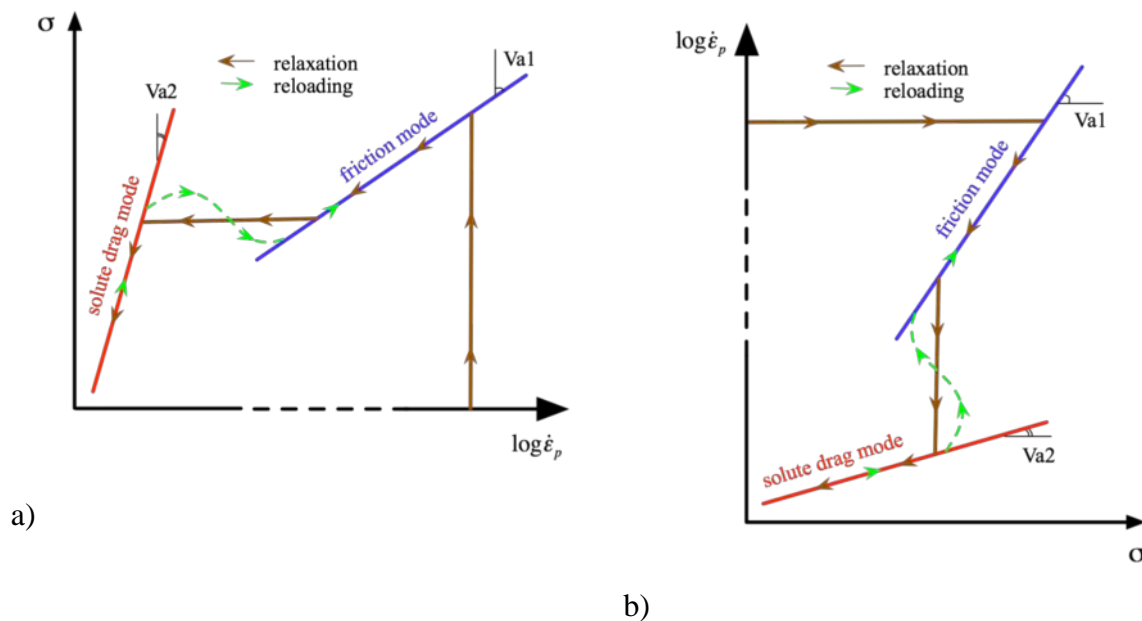 σ
relaxation
reloading
Va1
Va2
friction mode
solute drag mode
log ε̇ₚ
a)
log ε̇ₚ
relaxation
reloading
Va1
friction mode
solute drag mode
Va2
σ
b)